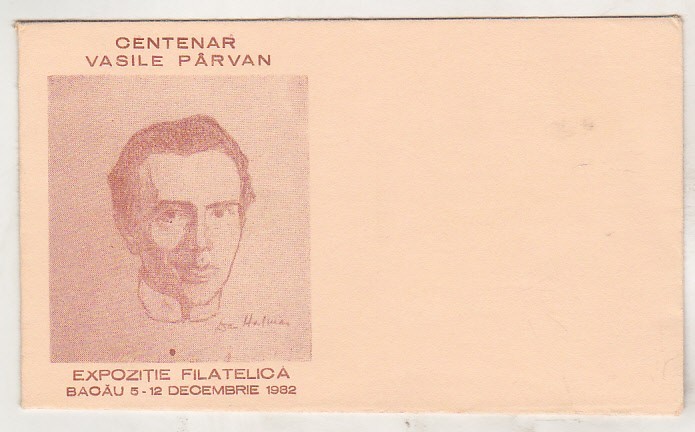 CENTENAR
VASILE PÂRVAN
EXPOZIȚIE FILATELICĂ
BACĂU 5-12 DECEMBRIE 1982